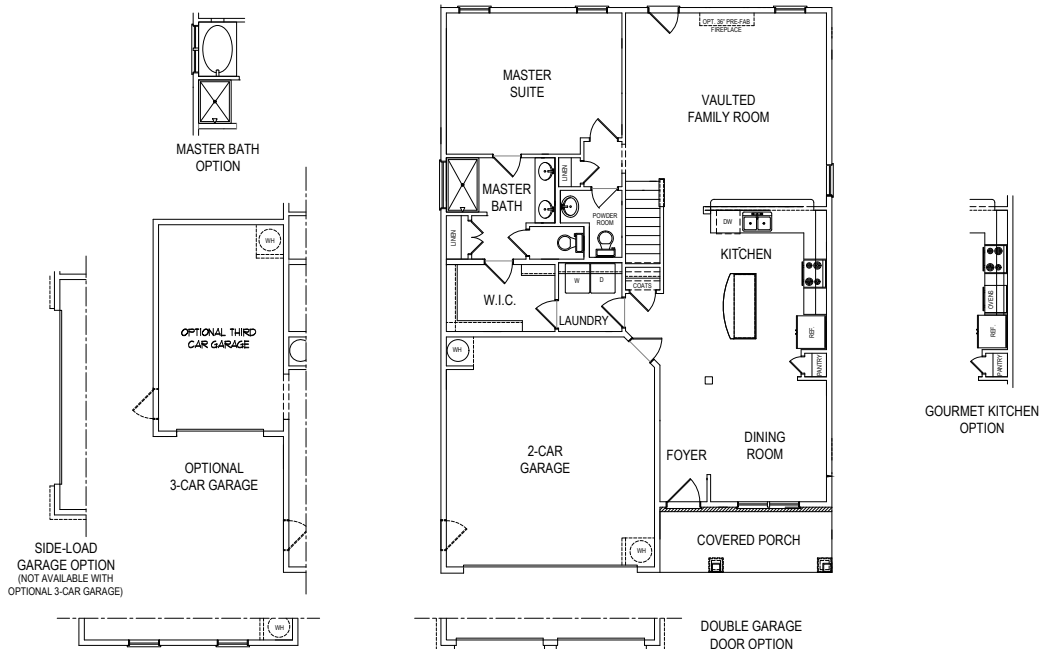 OPT. 36" PRE-FAB
FIREPLACE
MASTER
SUITE
VAULTED
FAMILY ROOM
MASTER BATH
OPTION
LINEN
MASTER
BATH
POWDER
ROOM
LINEN
DW
KITCHEN
WH
W.I.C.
W
D
COATS
LAUNDRY
REF.
OVENS
REF.
OPTIONAL THIRD
CAR GARAGE
WH
PANTRY
PANTRY
GOURMET KITCHEN
OPTION
2-CAR
GARAGE
FOYER
DINING
ROOM
OPTIONAL
3-CAR GARAGE
COVERED PORCH
WH
SIDE-LOAD
GARAGE OPTION
(NOT AVAILABLE WITH
OPTIONAL 3-CAR GARAGE)
WH
DOUBLE GARAGE
DOOR OPTION